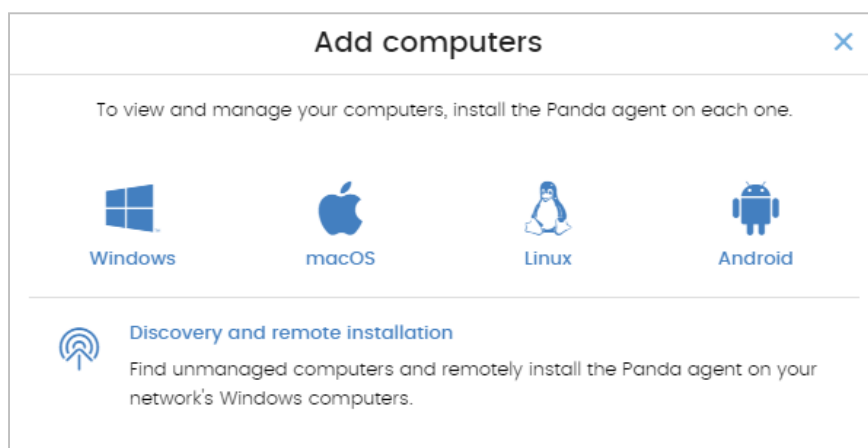 Add computers
To view and manage your computers, install the Panda agent on each one.
Windows
macOS
Linux
Android
Discovery and remote installation
Find unmanaged computers and remotely install the Panda agent on your
network's Windows computers.